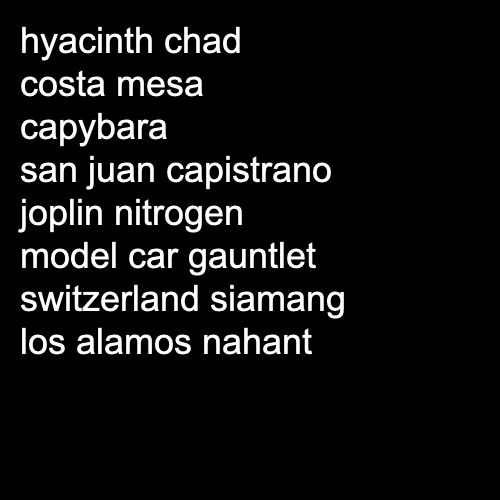 hyacinth chad
costa mesa
capybara
san juan capistrano
joplin nitrogen
model car gauntlet
switzerland siamang
los alamos nahant